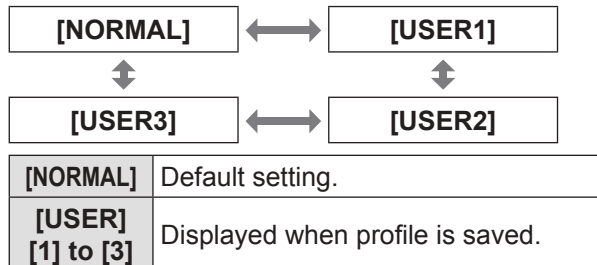 [NORMAL] [USER1]
[USER3] [USER2]
[NORMAL] Default setting.
[USER]
[1] to [3] Displayed when profile is saved.